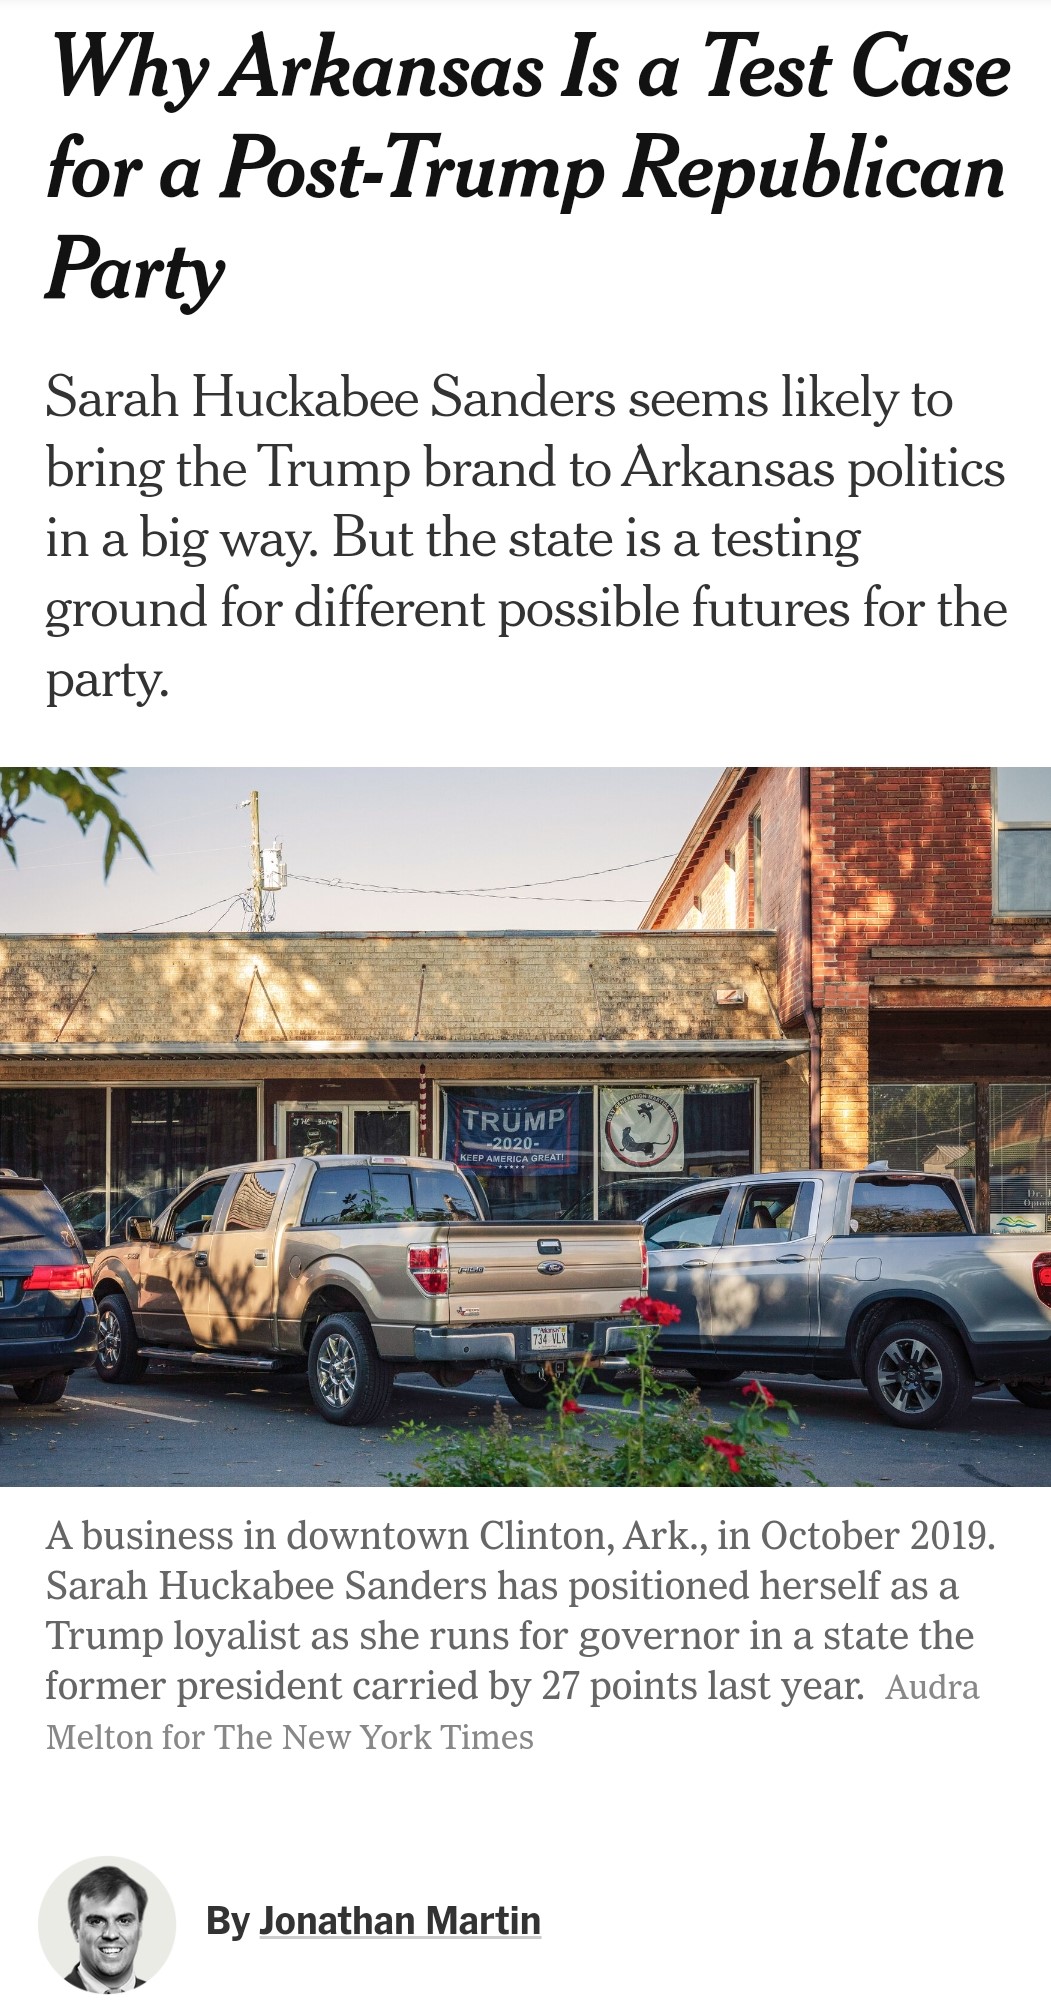 Why Arkansas Is a Test Case
for a Post-Trump Republican
Party
Sarah Huckabee Sanders seems likely to
bring the Trump brand to Arkansas politics
in a big way. But the state is a testing
ground for different possible futures for the
party.
TRUMP
-2020-
KEEP AMERICA GREAT!
F-150
Ford
Arkansas
734 VLX
Dr.
A business in downtown Clinton, Ark., in October 2019.
Sarah Huckabee Sanders has positioned herself as a
Trump loyalist as she runs for governor in a state the
former president carried by 27 points last year. Audra
Melton for The New York Times
By Jonathan Martin